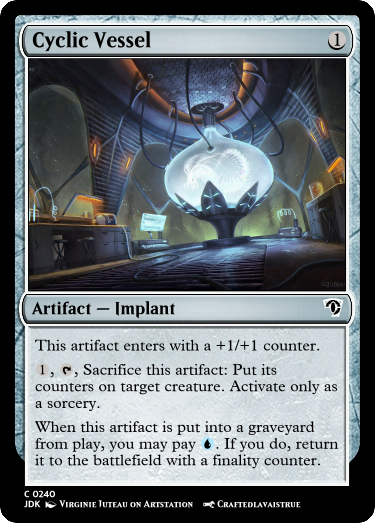 Cyclic Vessel 1
Artifact — Implant
This artifact enters with a +1/+1 counter.
1, T, Sacrifice this artifact: Put its
counters on target creature. Activate only as
a sorcery.
When this artifact is put into a graveyard
from play, you may pay . If you do, return
it to the battlefield with a finality counter.
C 0240
JDK Virginie Juteau on Artstation Craftedlavaistrue